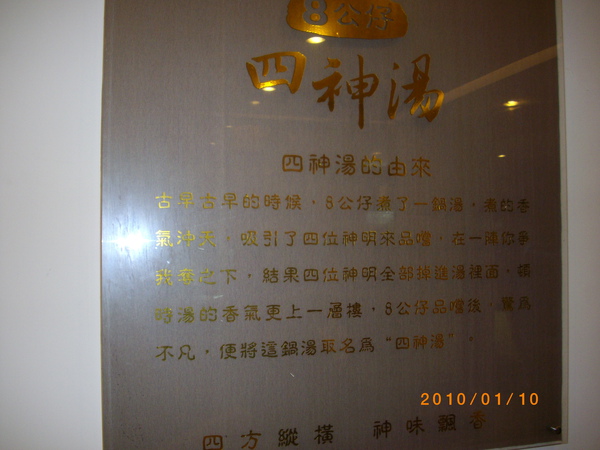 8公仔
四神湯
四神湯的由來
古早古早的時候，8公仔燉了一鍋湯，湯的香
氣沖天，吸引了四位神明來品嚐，在一陣你爭
我奪之下，結果四位神明全部掉進湯裡面，頓
時湯的香氣更上一層樓，8公仔品嚐後，驚為
不凡，便將這鍋湯取名為“四神湯”。
四方縱橫 神味飄香
2010/01/10